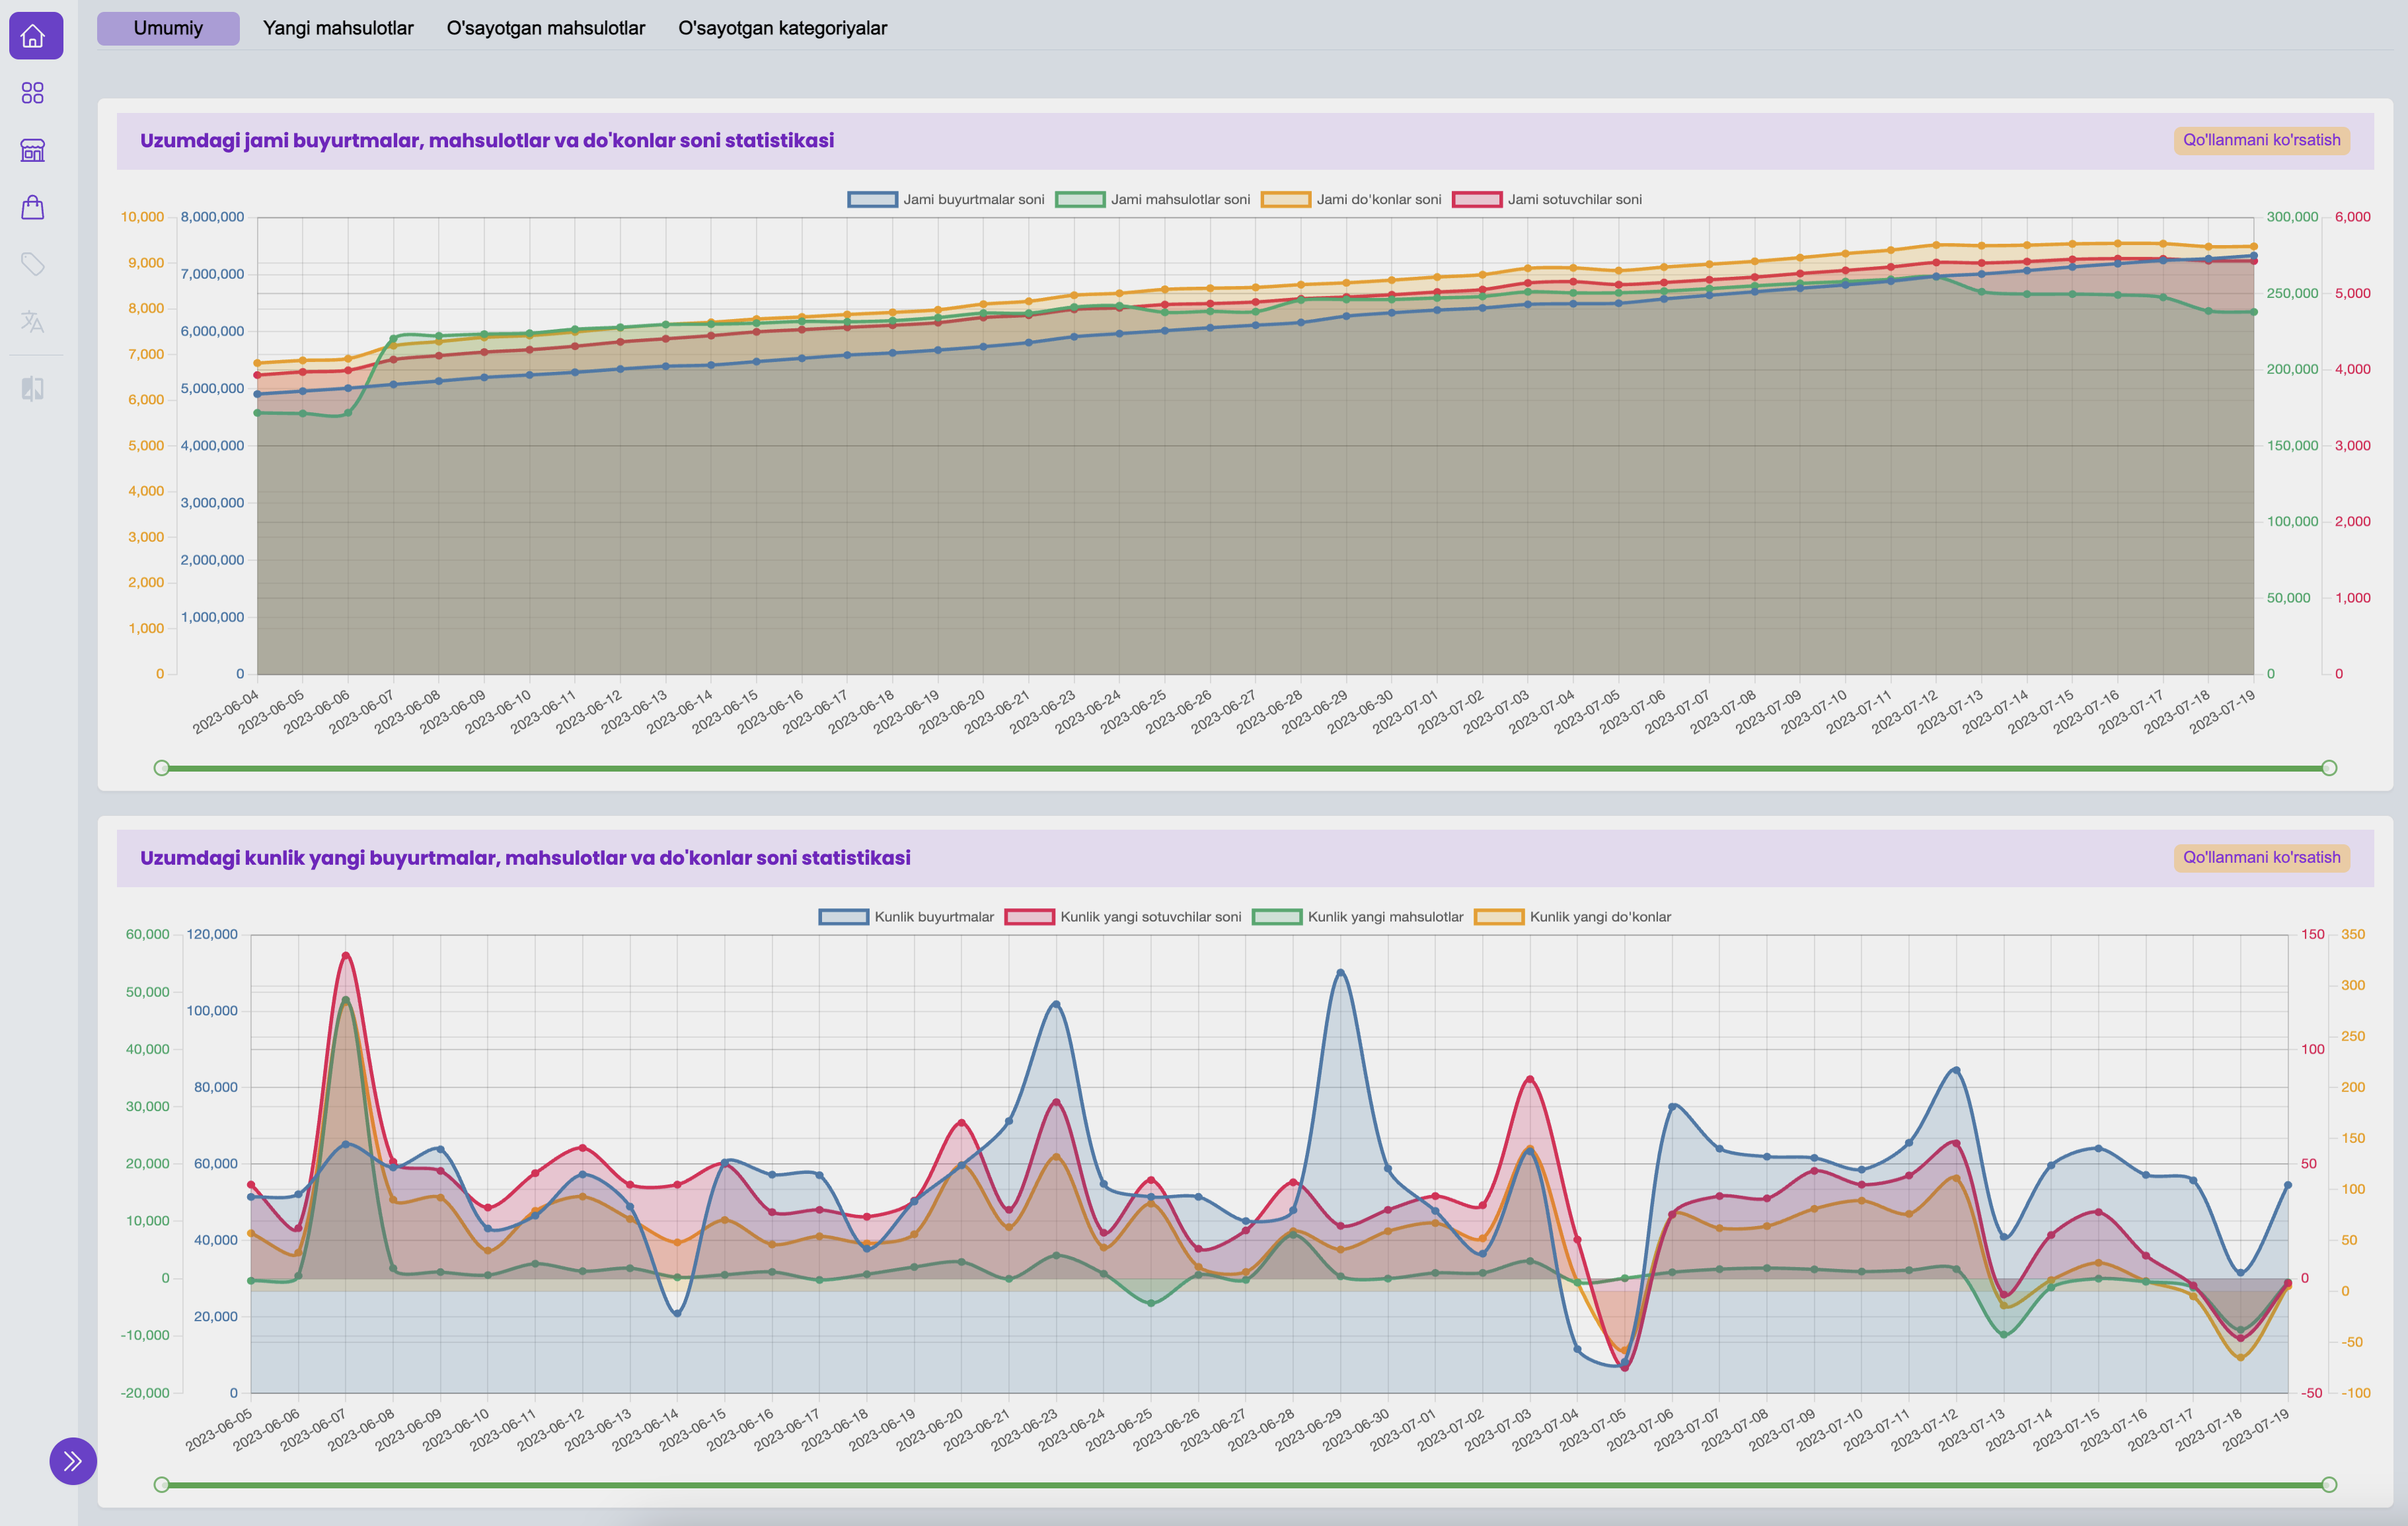 Umumiy Yangi mahsulotlar O'sayotgan mahsulotlar O'sayotgan kategoriyalar
Uzumdagi jami buyurtmalar, mahsulotlar va do'konlar soni statistikasi Qo'llanmani ko'rsatish
Jami buyurtmalar soni Jami mahsulotlar soni Jami do'konlar soni Jami sotuvchilar soni
10,000 8,000,000 300,000 6,000
9,000
7,000,000
8,000 250,000 5,000
6,000,000
7,000
200,000 4,000
5,000,000
6,000
5,000 4,000,000 150,000 3,000
4,000
3,000,000
100,000 2,000
3,000
2,000,000
2,000
50,000 1,000
1,000,000
1,000
0 0 0 0
2023-06-04 2023-06-05 2023-06-06 2023-06-07 2023-06-08 2023-06-09 2023-06-10 2023-06-11 2023-06-12 2023-06-13 2023-06-14 2023-06-15 2023-06-16 2023-06-17 2023-06-18 2023-06-19 2023-06-20 2023-06-21 2023-06-23 2023-06-24 2023-06-25 2023-06-26 2023-06-27 2023-06-28 2023-06-29 2023-06-30 2023-07-01 2023-07-02 2023-07-03 2023-07-04 2023-07-05 2023-07-06 2023-07-07 2023-07-08 2023-07-09 2023-07-10 2023-07-11 2023-07-12 2023-07-13 2023-07-14 2023-07-15 2023-07-16 2023-07-17 2023-07-18 2023-07-19
Uzumdagi kunlik yangi buyurtmalar, mahsulotlar va do'konlar soni statistikasi Qo'llanmani ko'rsatish
Kunlik buyurtmalar Kunlik yangi sotuvchilar soni Kunlik yangi mahsulotlar Kunlik yangi do'konlar
60,000 120,000 150 350
50,000 300
100,000
250
40,000 100
80,000 200
30,000
150
20,000 60,000 50
100
10,000
40,000 50
0 0
0
20,000
-10,000
-50
-20,000 0 -50 -100
2023-06-05 2023-06-06 2023-06-07 2023-06-08 2023-06-09 2023-06-10 2023-06-11 2023-06-12 2023-06-13 2023-06-14 2023-06-15 2023-06-16 2023-06-17 2023-06-18 2023-06-19 2023-06-20 2023-06-21 2023-06-23 2023-06-24 2023-06-25 2023-06-26 2023-06-27 2023-06-28 2023-06-29 2023-06-30 2023-07-01 2023-07-02 2023-07-03 2023-07-04 2023-07-05 2023-07-06 2023-07-07 2023-07-08 2023-07-09 2023-07-10 2023-07-11 2023-07-12 2023-07-13 2023-07-14 2023-07-15 2023-07-16 2023-07-17 2023-07-18 2023-07-19